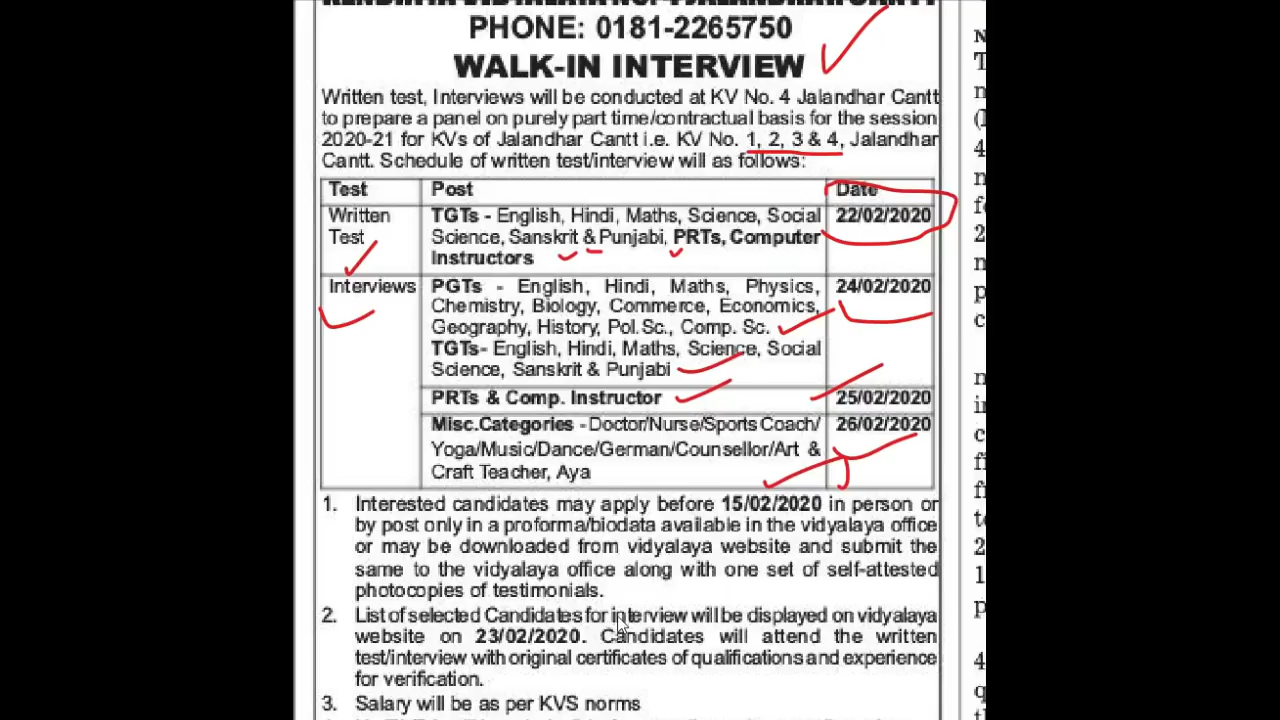 KENDRIYA VIDYALAYA NO. 4 JALANDHAR CANTT
PHONE: 0181-2265750
WALK-IN INTERVIEW
Written test, Interviews will be conducted at KV No. 4 Jalandhar Cantt
to prepare a panel on purely part time/contractual basis for the session
2020-21 for KVs of Jalandhar Cantt i.e. KV No. 1, 2, 3 & 4, Jalandhar
Cantt. Schedule of written test/interview will as follows:
Test Post Date
Written TGTs - English, Hindi, Maths, Science, Social 22/02/2020
Test Science, Sanskrit & Punjabi, PRTs, Computer
Instructors
Interviews PGTs - English, Hindi, Maths, Physics, 24/02/2020
Chemistry, Biology, Commerce, Economics,
Geography, History, Pol.Sc., Comp. Sc.
TGTs- English, Hindi, Maths, Science, Social
Science, Sanskrit & Punjabi
PRTs & Comp. Instructor 25/02/2020
Misc.Categories - Doctor/Nurse/Sports Coach/ 26/02/2020
Yoga/Music/Dance/German/Counsellor/Art &
Craft Teacher, Aya
1. Interested candidates may apply before 15/02/2020 in person or
by post only in a proforma/biodata available in the vidyalaya office
or may be downloaded from vidyalaya website and submit the
same to the vidyalaya office along with one set of self-attested
photocopies of testimonials.
2. List of selected Candidates for interview will be displayed on vidyalaya
website on 23/02/2020. Candidates will attend the written
test/interview with original certificates of qualifications and experience
for verification.
3. Salary will be as per KVS norms